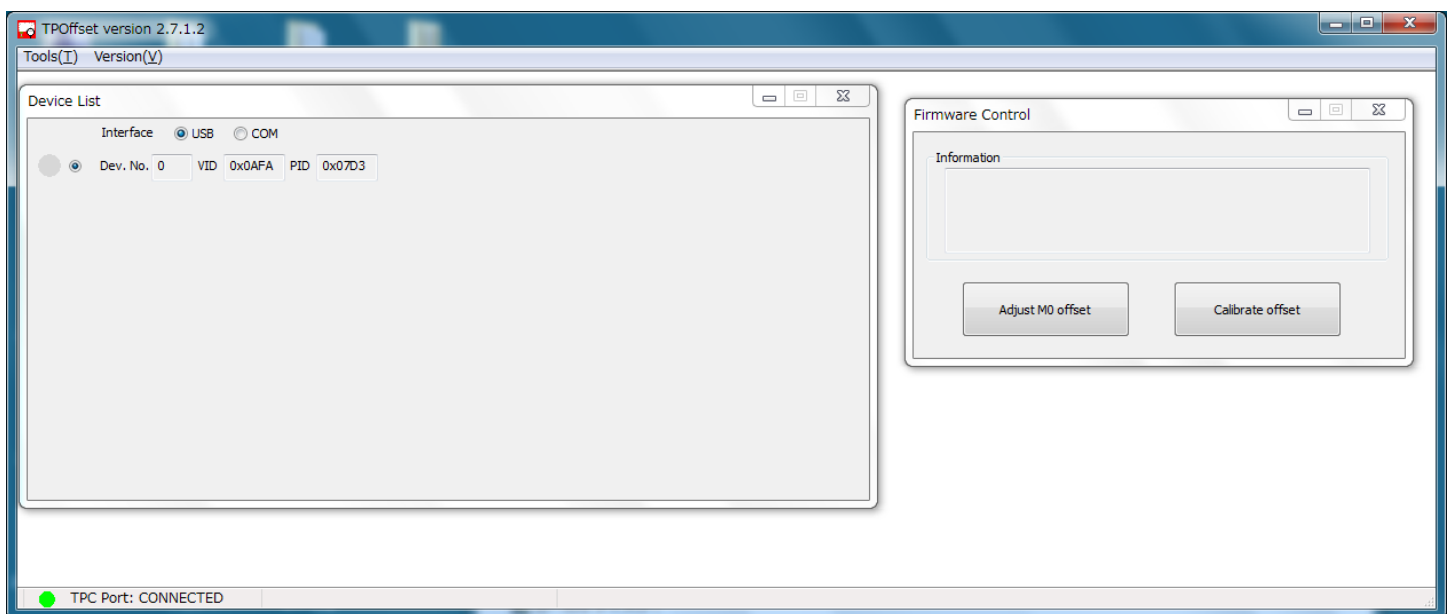 TPOffset version 2.7.1.2
Tools(T) Version(V)
Device List
Interface USB COM
Dev. No. 0 VID 0x0AFA PID 0x07D3
Firmware Control
Information
Adjust M0 offset Calibrate offset
TPC Port: CONNECTED